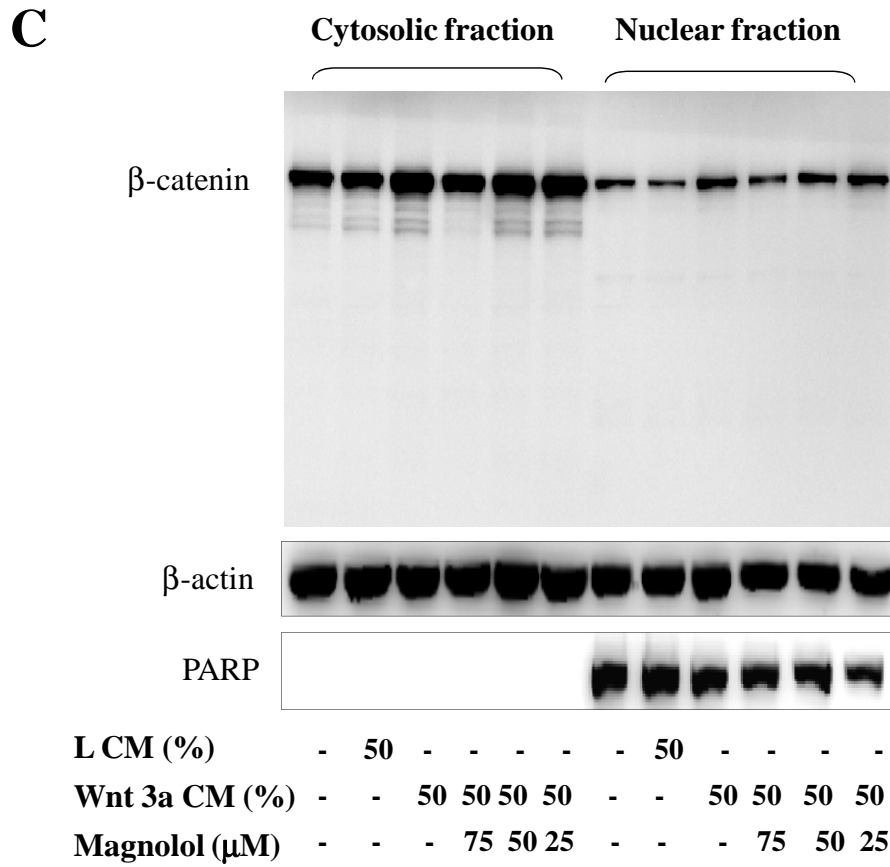 C
Cytosolic fraction Nuclear fraction
β-catenin
β-actin
PARP
L CM (%) - 50 - - - - - 50 - - - -
Wnt 3a CM (%) - - 50 50 50 50 - - 50 50 50 50
Magnolol (μM) - - - 75 50 25 - - - 75 50 25